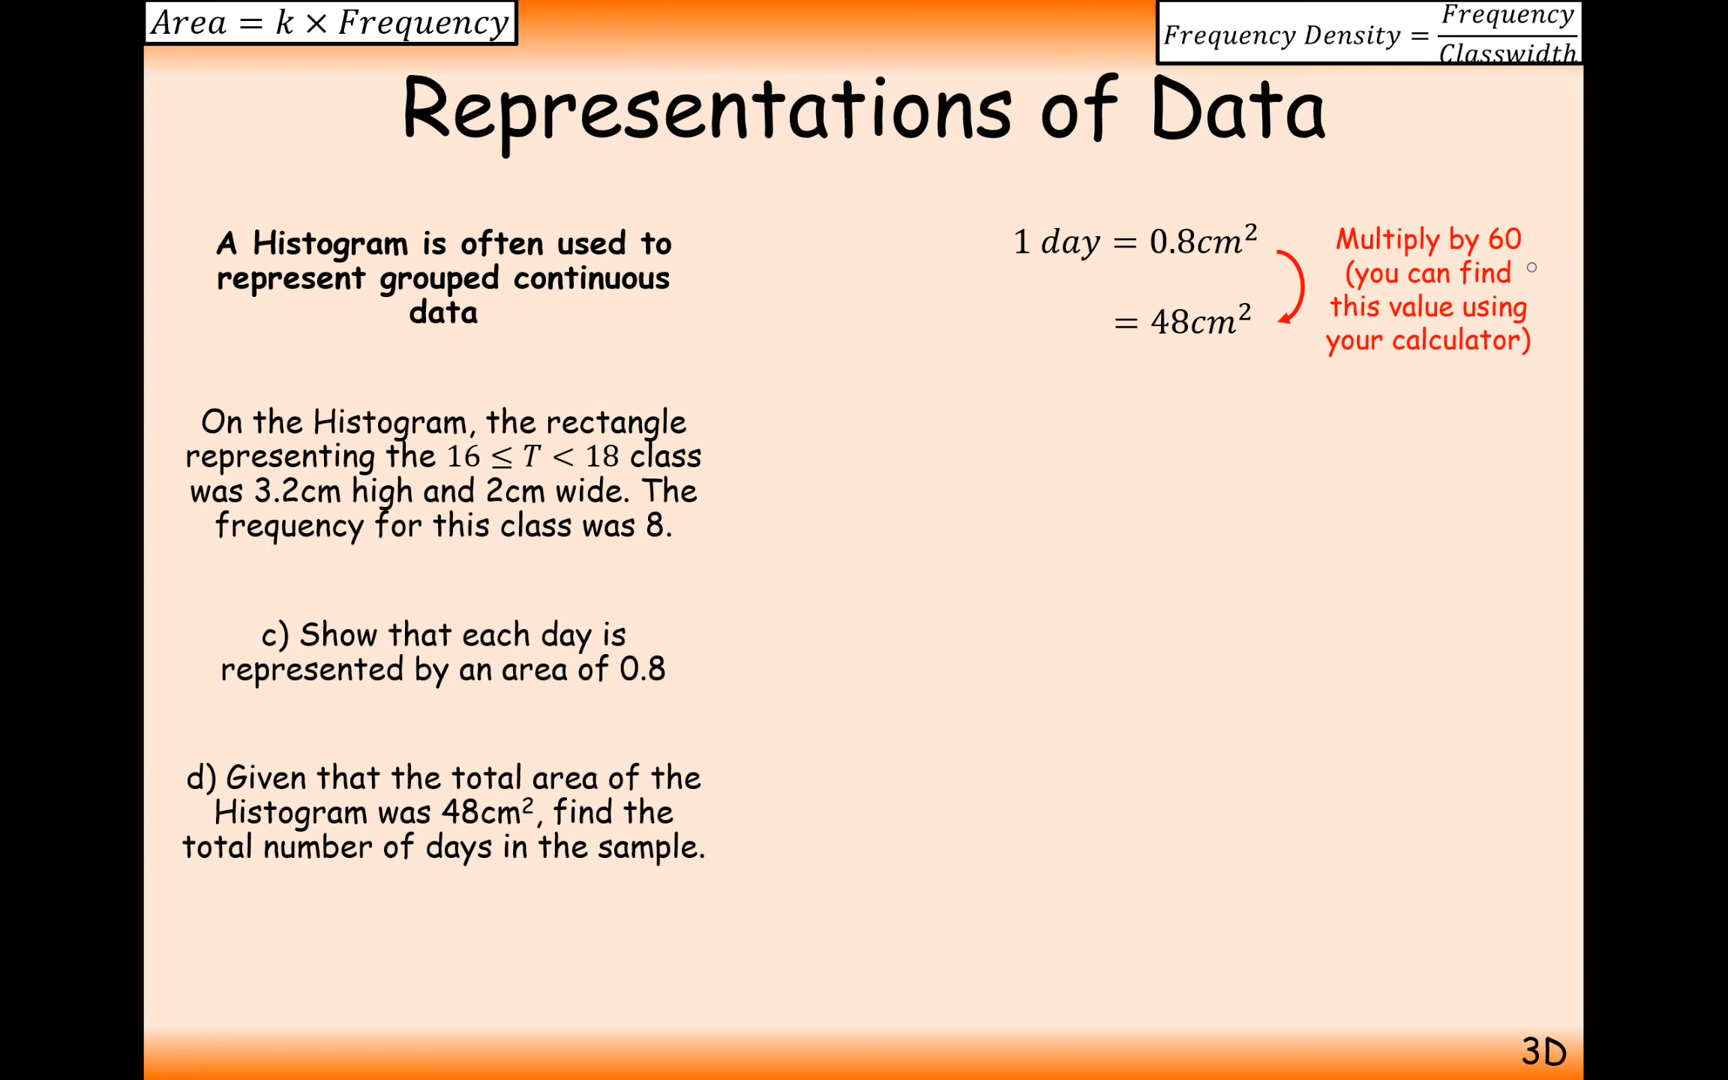 Area = k × Frequency
Frequency Density = Frequency / Classwidth
Representations of Data
A Histogram is often used to
represent grouped continuous
data
On the Histogram, the rectangle
representing the 16 ≤ T < 18 class
was 3.2cm high and 2cm wide. The
frequency for this class was 8.
c) Show that each day is
represented by an area of 0.8
d) Given that the total area of the
Histogram was 48cm², find the
total number of days in the sample.
1 day = 0.8cm²
= 48cm²
Multiply by 60
(you can find
this value using
your calculator)
3D